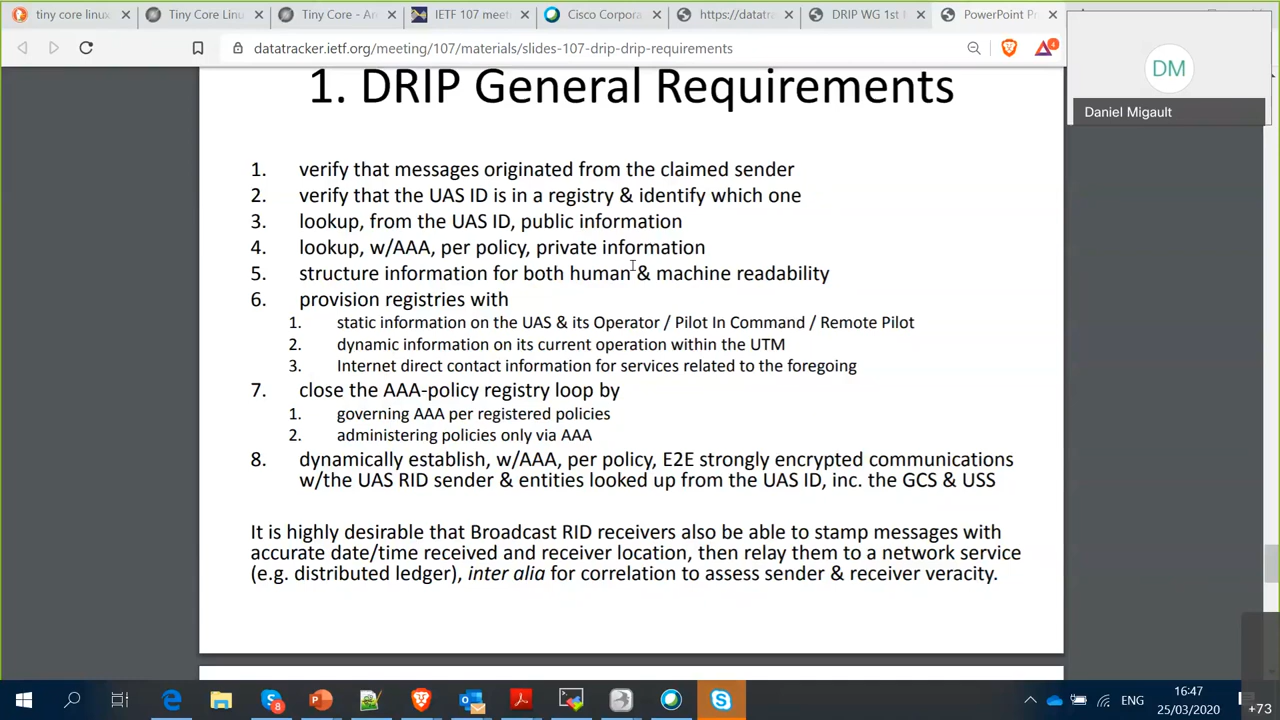 tiny core linux
Tiny Core Linu
Tiny Core - An
IETF 107 meet
Cisco Corpora
https://datatr
DRIP WG 1st
PowerPoint Pr
datatracker.ietf.org/meeting/107/materials/slides-107-drip-drip-requirements
4
DM
Daniel Migault
1. DRIP General Requirements
1. verify that messages originated from the claimed sender
2. verify that the UAS ID is in a registry & identify which one
3. lookup, from the UAS ID, public information
4. lookup, w/AAA, per policy, private information
5. structure information for both human & machine readability
6. provision registries with
1. static information on the UAS & its Operator / Pilot In Command / Remote Pilot
2. dynamic information on its current operation within the UTM
3. Internet direct contact information for services related to the foregoing
7. close the AAA-policy registry loop by
1. governing AAA per registered policies
2. administering policies only via AAA
8. dynamically establish, w/AAA, per policy, E2E strongly encrypted communications
w/the UAS RID sender & entities looked up from the UAS ID, inc. the GCS & USS
It is highly desirable that Broadcast RID receivers also be able to stamp messages with
accurate date/time received and receiver location, then relay them to a network service
(e.g. distributed ledger), inter alia for correlation to assess sender & receiver veracity.
8
ENG
16:47
25/03/2020
+73